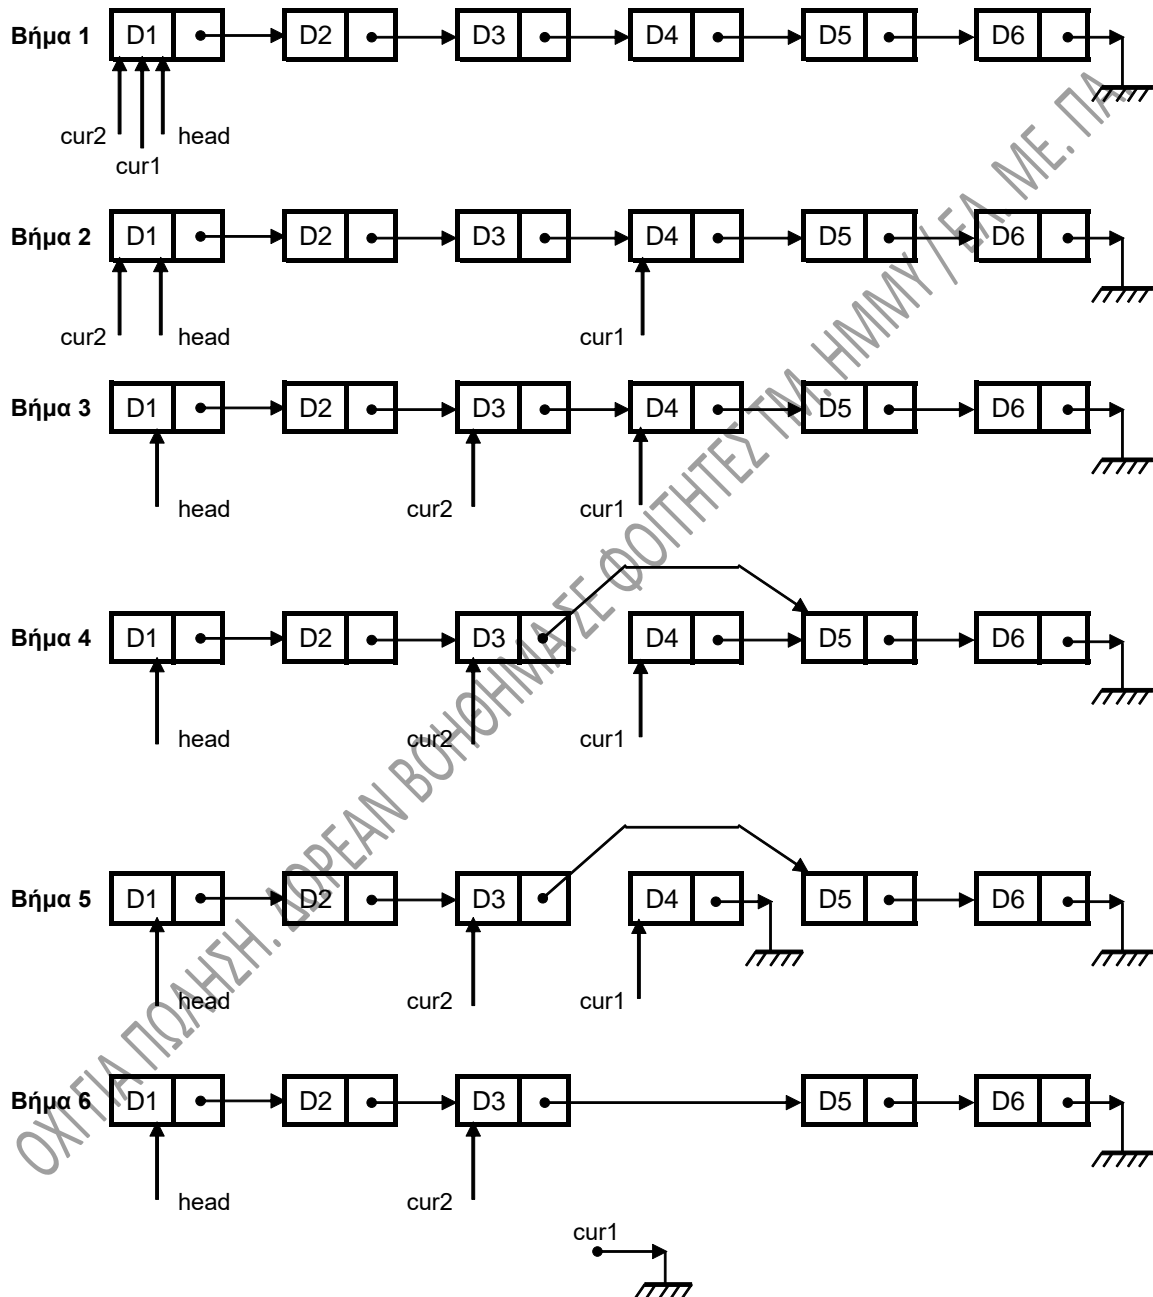 Βήμα 1 D1 D2 D3 D4 D5 D6
cur2 head
cur1
Βήμα 2 D1 D2 D3 D4 D5 D6
cur2 head cur1
Βήμα 3 D1 D2 D3 D4 D5 D6
head cur2 cur1
Βήμα 4 D1 D2 D3 D4 D5 D6
head cur2 cur1
Βήμα 5 D1 D2 D3 D4 D5 D6
head cur2 cur1
Βήμα 6 D1 D2 D3 D5 D6
head cur2
cur1
ΟΧΙ ΓΙΑ ΠΩΛΗΣΗ. ΔΩΡΕΑΝ ΒΟΗΘΗΜΑ ΣΕ ΦΟΙΤΗΤΕΣ ΤΜ. ΗΜΜΥ / ΕΛ. ΜΕ. ΠΑ.